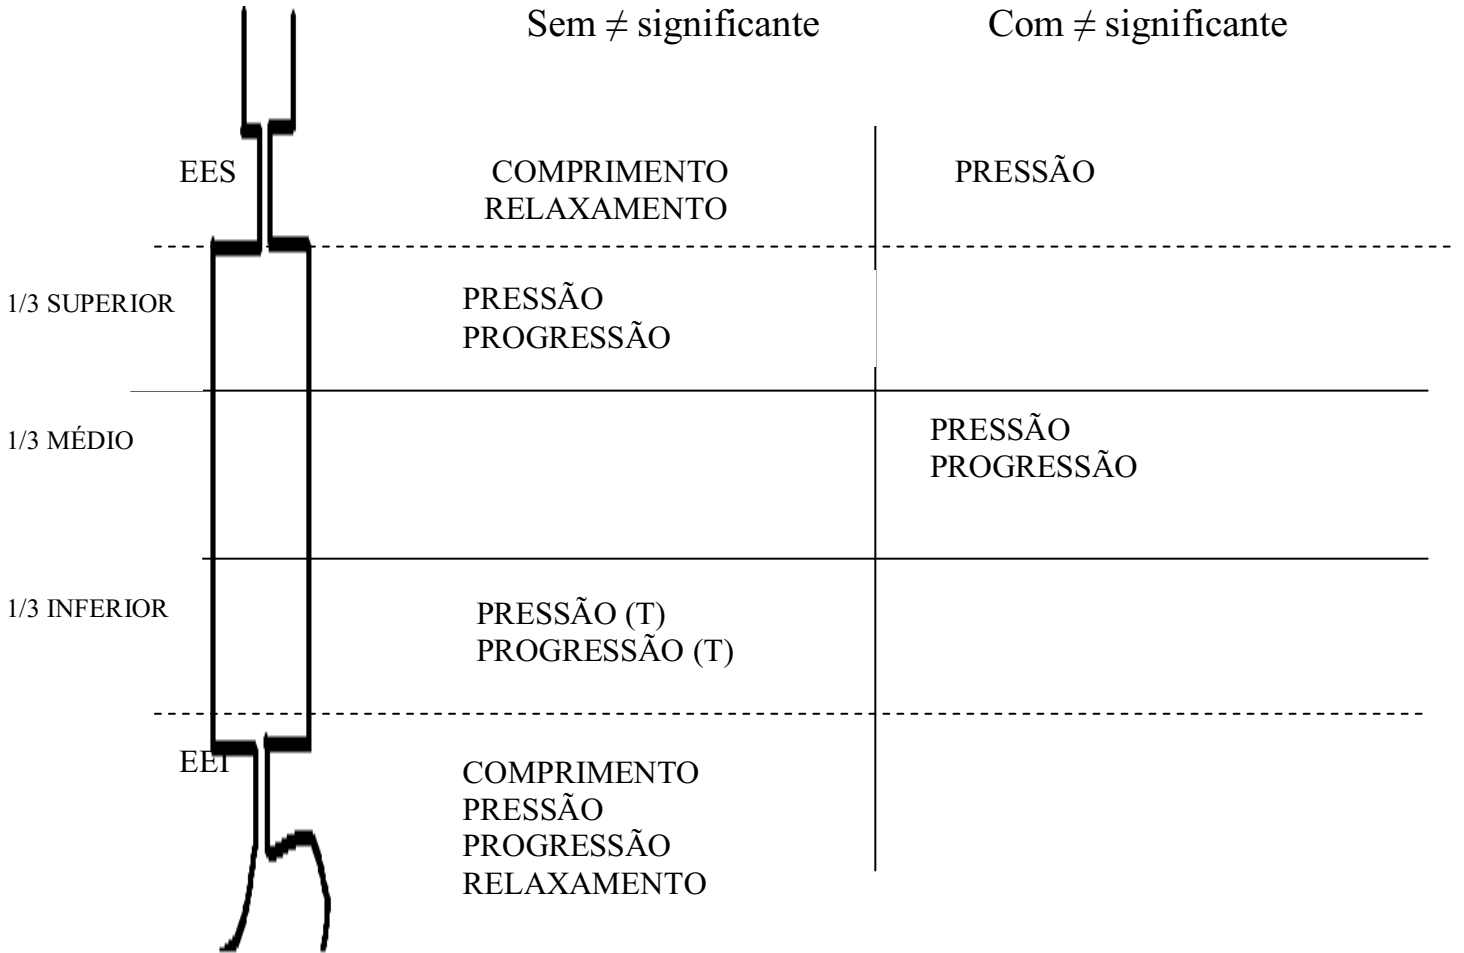 Sem ≠ significante
Com ≠ significante
EES
COMPRIMENTO
RELAXAMENTO
PRESSÃO
1/3 SUPERIOR
PRESSÃO
PROGRESSÃO
1/3 MÉDIO
PRESSÃO
PROGRESSÃO
1/3 INFERIOR
PRESSÃO (T)
PROGRESSÃO (T)
EEI
COMPRIMENTO
PRESSÃO
PROGRESSÃO
RELAXAMENTO